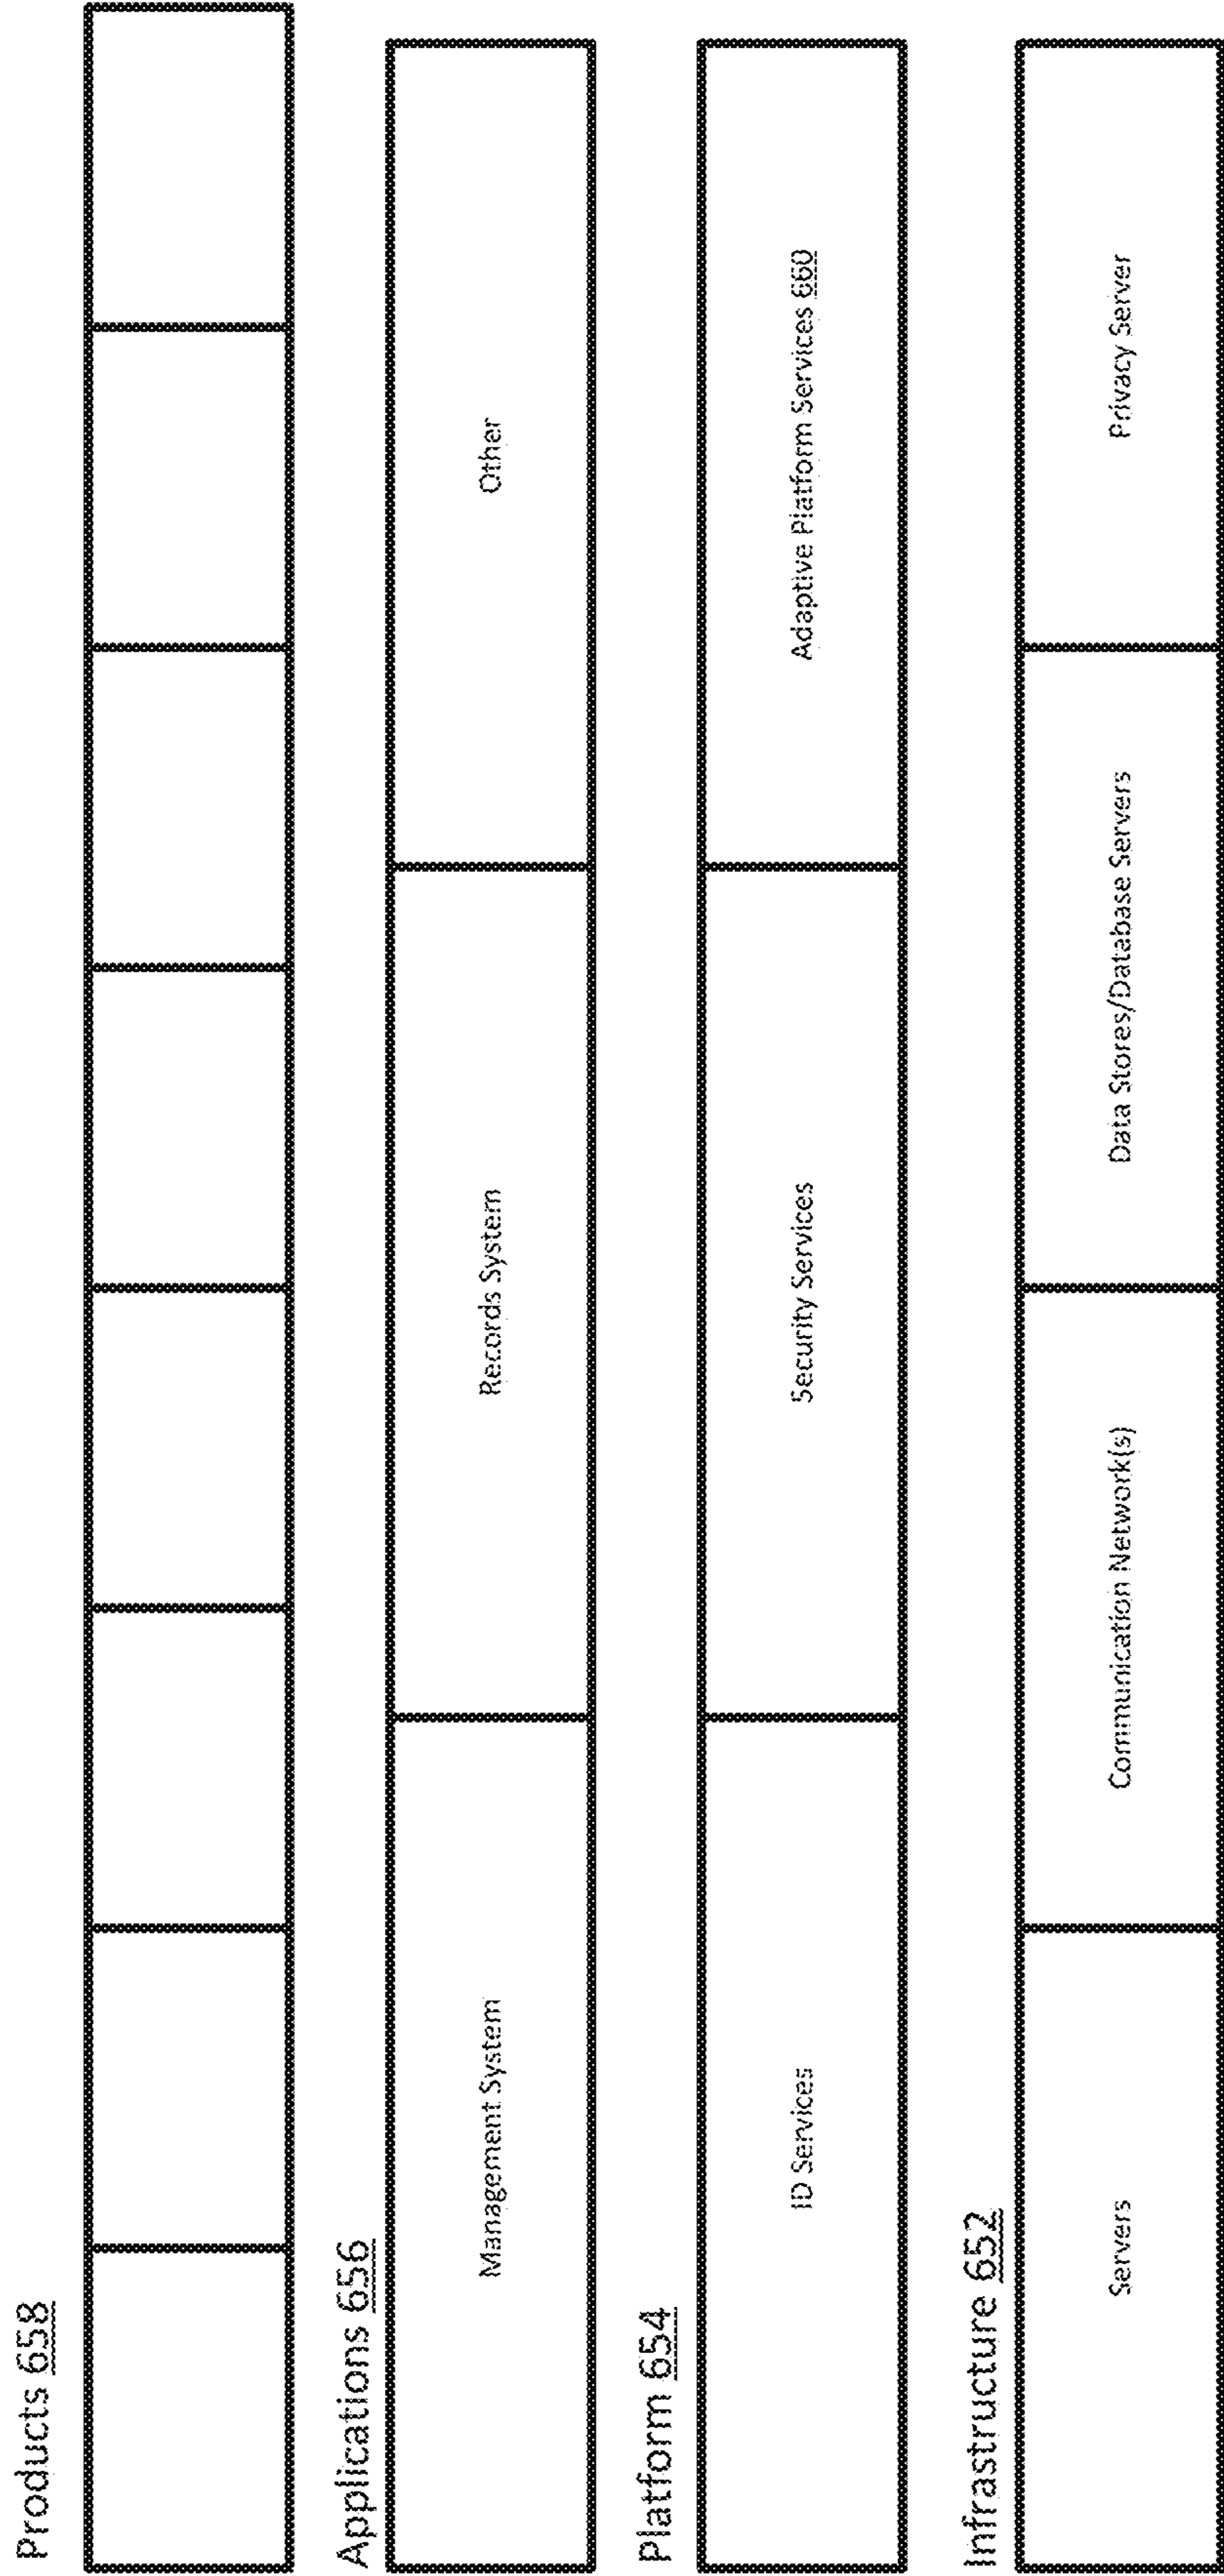 Products 658
Applications 656
Management System
Records System
Other
Platform 654
ID Services
Security Services
Adaptive Platform Services 660
Infrastructure 652
Servers
Communication Network(s)
Data Stores/Database Servers
Privacy Server